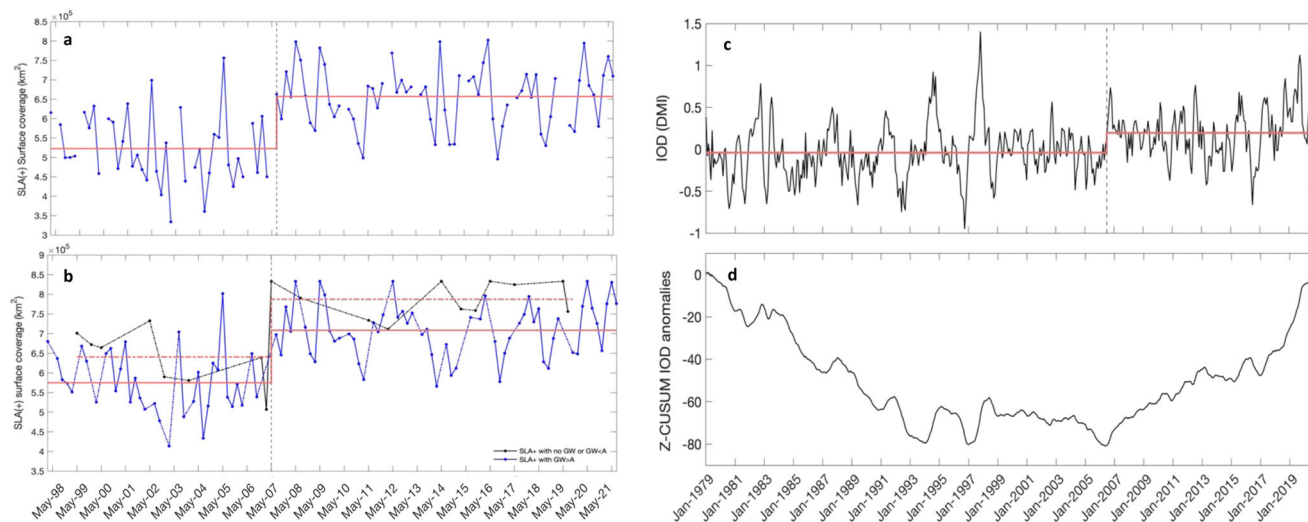 ×10⁵
a
SLA(+) Surface coverage (km²)
8.5
8
7.5
7
6.5
6
5.5
5
4.5
4
3.5
3
×10⁵
b
SLA(+) surface coverage (km²)
9
8.5
8
7.5
7
6.5
6
5.5
5
4.5
4
3.5
SLA+ with no GW or GW<A
SLA+ with GW>A
May-98
May-99
May-00
May-01
May-02
May-03
May-04
May-05
May-06
May-07
May-08
May-09
May-10
May-11
May-12
May-13
May-14
May-15
May-16
May-17
May-18
May-19
May-20
May-21
c
IOD (DMI)
1.5
1
0.5
0
-0.5
-1
d
Z-CUSUM IOD anomalies
0
-20
-40
-60
-80
Jan-1979
Jan-1981
Jan-1983
Jan-1985
Jan-1987
Jan-1989
Jan-1991
Jan-1993
Jan-1995
Jan-1997
Jan-1999
Jan-2001
Jan-2003
Jan-2005
Jan-2007
Jan-2009
Jan-2011
Jan-2013
Jan-2015
Jan-2017
Jan-2019